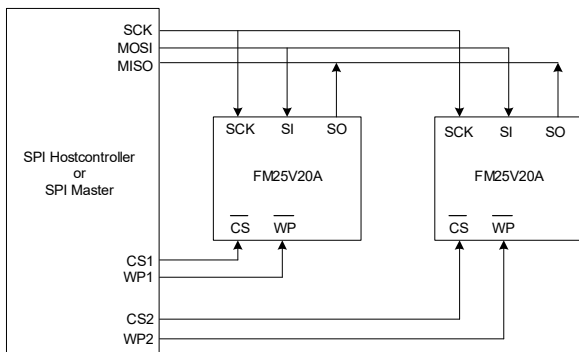 SCK
MOSI
MISO
SPI Hostcontroller
or
SPI Master
CS1
WP1
CS2
WP2
SCK SI SO
FM25V20A
CS WP
SCK SI SO
FM25V20A
CS WP